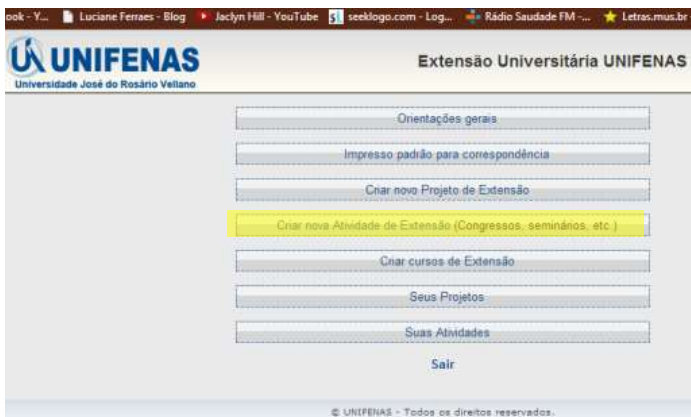 ook - Y... Luciane Ferraes - Blog Jaclyn Hill - YouTube seeklogo.com - Log... Rádio Saudade FM -... Letras.mus.br
UNIFENAS
Universidade José do Rosário Vellano
Extensão Universitária UNIFENAS
Orientações gerais
Impresso padrão para correspondência
Criar novo Projeto de Extensão
Criar nova Atividade de Extensão (Congressos, seminários, etc.)
Criar cursos de Extensão
Seus Projetos
Suas Atividades
Sair
© UNIFENAS - Todos os direitos reservados.